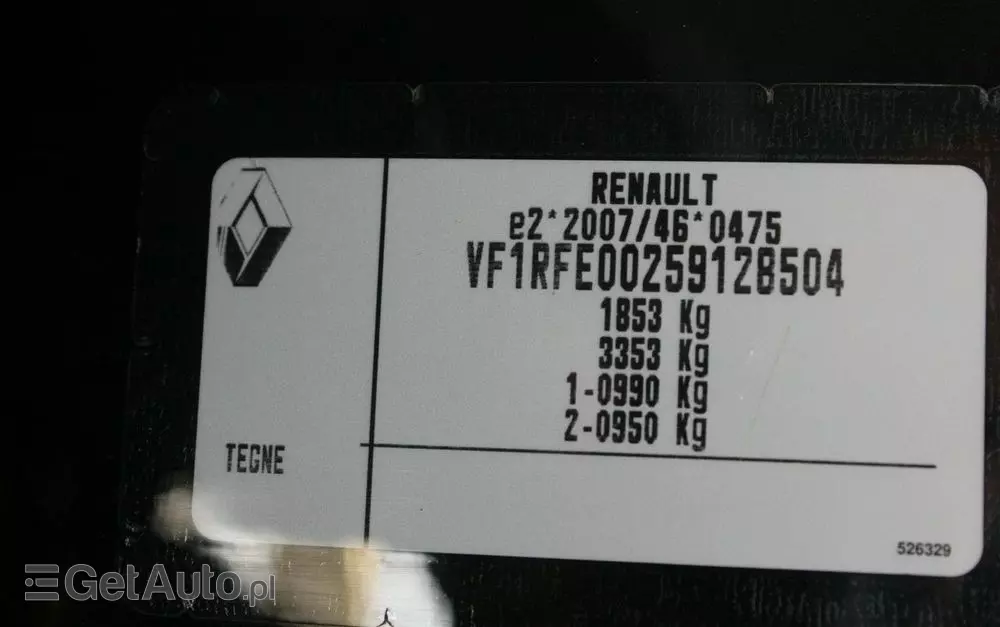 RENAULT
e2*2007/46*0475
VF1RFE00259128504
1853 Kg
3353 Kg
1-0990 Kg
2-0950 Kg
TEGNE
526329
GetAuto.pl